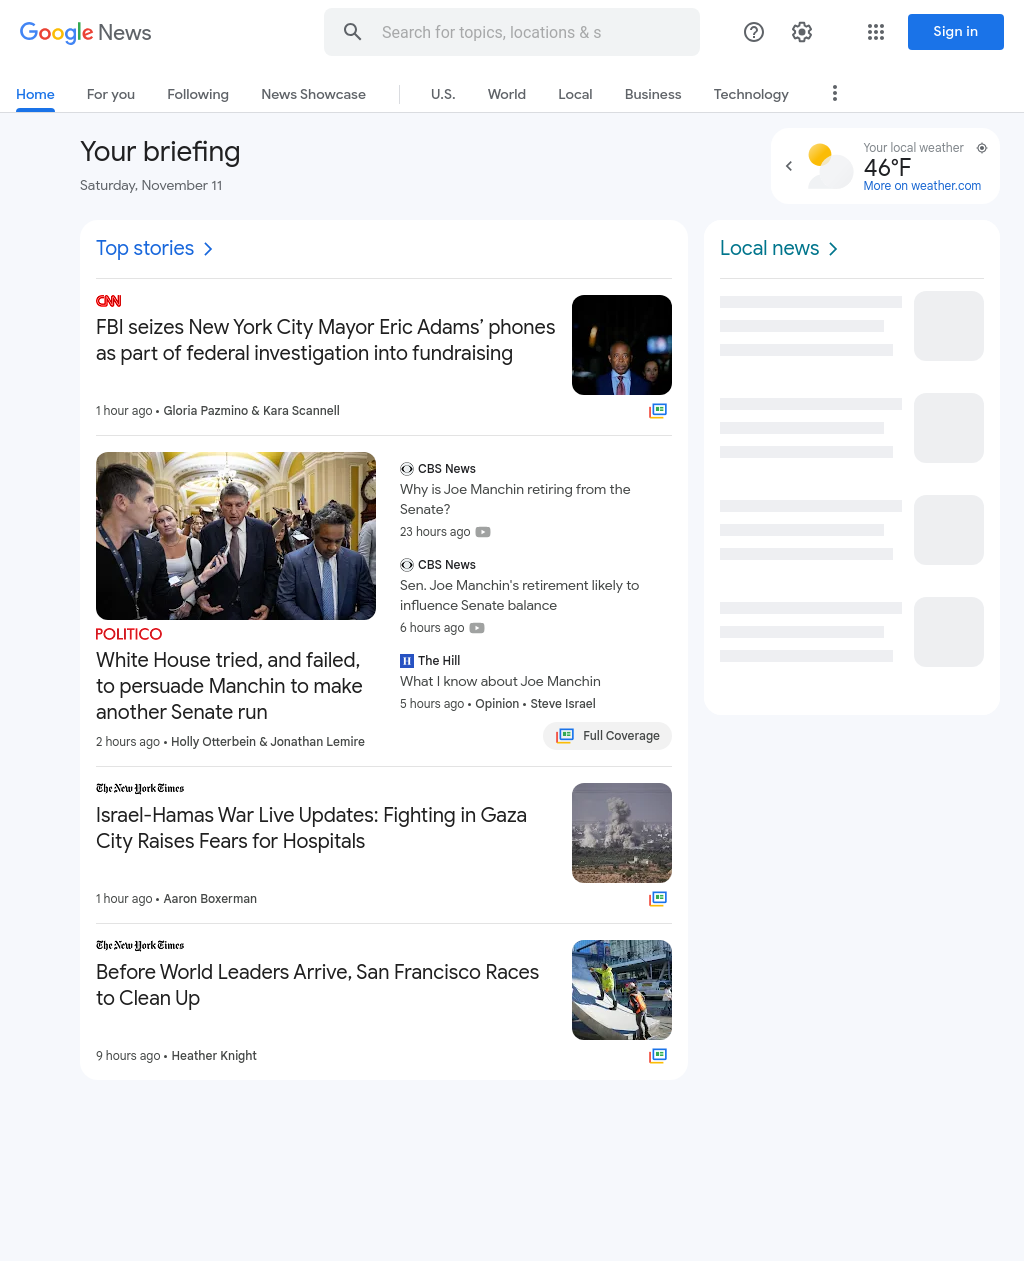 Google News
Search for topics, locations & s
Sign in
Home
For you
Following
News Showcase
U.S.
World
Local
Business
Technology
Your briefing
Saturday, November 11
Your local weather
46°F
More on weather.com
Top stories
CNN
FBI seizes New York City Mayor Eric Adams’ phones
as part of federal investigation into fundraising
1 hour ago • Gloria Pazmino & Kara Scannell
POLITICO
White House tried, and failed,
to persuade Manchin to make
another Senate run
2 hours ago • Holly Otterbein & Jonathan Lemire
CBS News
Why is Joe Manchin retiring from the
Senate?
23 hours ago
CBS News
Sen. Joe Manchin's retirement likely to
influence Senate balance
6 hours ago
H The Hill
What I know about Joe Manchin
5 hours ago • Opinion • Steve Israel
Full Coverage
The New York Times
Israel-Hamas War Live Updates: Fighting in Gaza
City Raises Fears for Hospitals
1 hour ago • Aaron Boxerman
The New York Times
Before World Leaders Arrive, San Francisco Races
to Clean Up
9 hours ago • Heather Knight
Local news